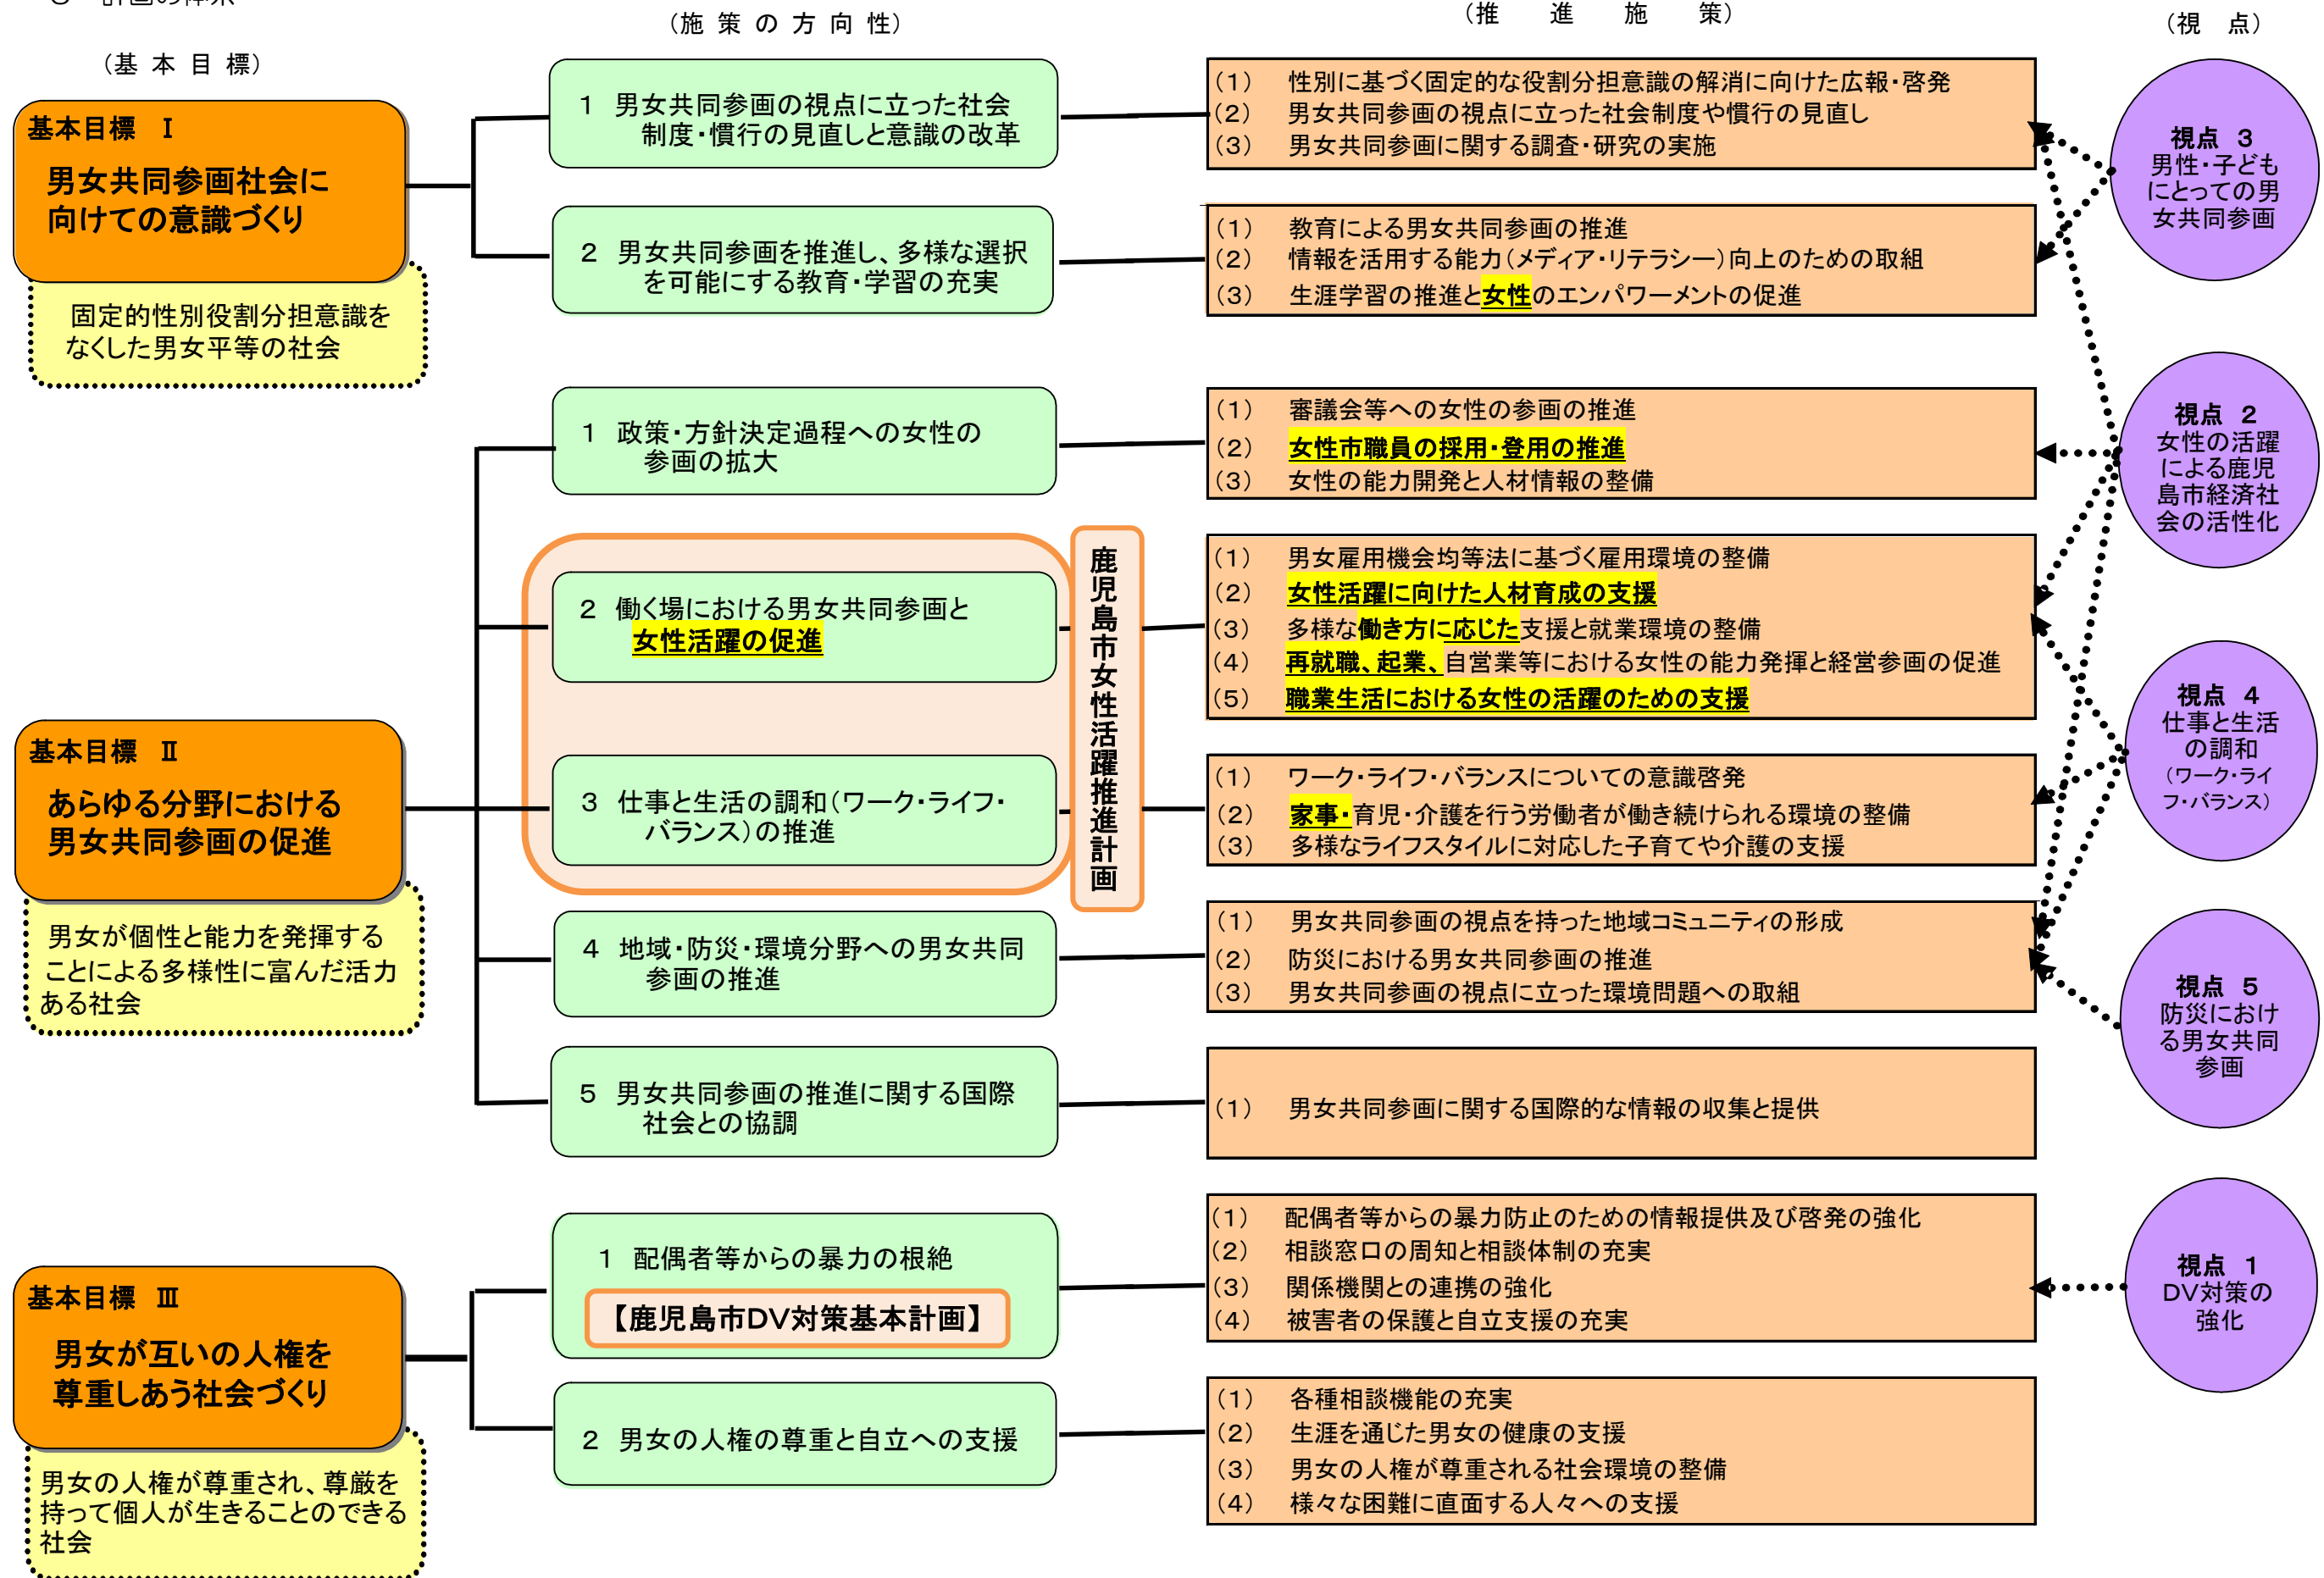 計画の体系
（基 本 目 標）
（施 策 の 方 向 性）
（推　進　施　策）
（視　点）
基本目標　Ⅰ
男女共同参画社会に
向けての意識づくり
固定的性別役割分担意識を
なくした男女平等の社会
1　男女共同参画の視点に立った社会
制度・慣行の見直しと意識の改革
（1）　性別に基づく固定的な役割分担意識の解消に向けた広報・啓発
（2）　男女共同参画の視点に立った社会制度や慣行の見直し
（3）　男女共同参画に関する調査・研究の実施
2　男女共同参画を推進し、多様な選択
を可能にする教育・学習の充実
（1）　教育による男女共同参画の推進
（2）　情報を活用する能力（メディア・リテラシー）向上のための取組
（3）　生涯学習の推進と女性のエンパワーメントの促進
基本目標　Ⅱ
あらゆる分野における
男女共同参画の促進
男女が個性と能力を発揮する
ことによる多様性に富んだ活力
ある社会
1　政策・方針決定過程への女性の
参画の拡大
（1）　審議会等への女性の参画の推進
（2）　女性市職員の採用・登用の推進
（3）　女性の能力開発と人材情報の整備
鹿児島市女性活躍推進計画
2　働く場における男女共同参画と
女性活躍の促進
（1）　男女雇用機会均等法に基づく雇用環境の整備
（2）　女性活躍に向けた人材育成の支援
（3）　多様な働き方に応じた支援と就業環境の整備
（4）　再就職、起業、自営業等における女性の能力発揮と経営参画の促進
（5）　職業生活における女性の活躍のための支援
3　仕事と生活の調和（ワーク・ライフ・
バランス）の推進
（1）　ワーク・ライフ・バランスについての意識啓発
（2）　家事・育児・介護を行う労働者が働き続けられる環境の整備
（3）　多様なライフスタイルに対応した子育てや介護の支援
4　地域・防災・環境分野への男女共同
参画の推進
（1）　男女共同参画の視点を持った地域コミュニティの形成
（2）　防災における男女共同参画の推進
（3）　男女共同参画の視点に立った環境問題への取組
5　男女共同参画の推進に関する国際
社会との協調
（1）　男女共同参画に関する国際的な情報の収集と提供
基本目標　Ⅲ
男女が互いの人権を
尊重しあう社会づくり
男女の人権が尊重され、尊厳を
持って個人が生きることのできる
社会
1　配偶者等からの暴力の根絶
【鹿児島市DV対策基本計画】
（1）　配偶者等からの暴力防止のための情報提供及び啓発の強化
（2）　相談窓口の周知と相談体制の充実
（3）　関係機関との連携の強化
（4）　被害者の保護と自立支援の充実
2　男女の人権の尊重と自立への支援
（1）　各種相談機能の充実
（2）　生涯を通じた男女の健康の支援
（3）　男女の人権が尊重される社会環境の整備
（4）　様々な困難に直面する人々への支援
視点　3
男性・子ども
にとっての男
女共同参画
視点　2
女性の活躍
による鹿児
島市経済社
会の活性化
視点　4
仕事と生活
の調和
（ワーク・ライ
フ・バランス）
視点　5
防災におけ
る男女共同
参画
視点　1
DV対策の
強化